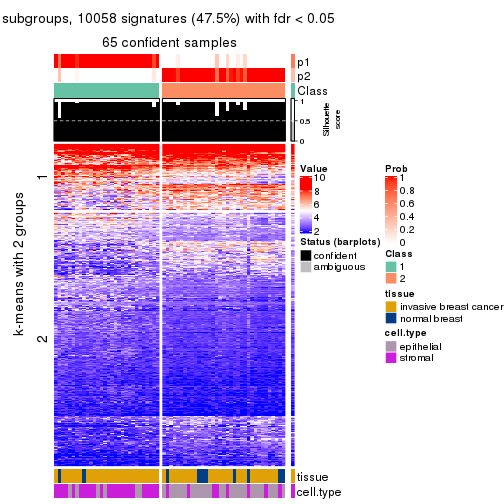 subgroups, 10058 signatures (47.5%) with fdr < 0.05
65 confident samples
p1
p2
Class
1
0.5
0
Silhouette
score
k-means with 2 groups
1
2
Value
10
8
6
4
2
Status (barplots)
confident
ambiguous
Prob
1
0.8
0.6
0.4
0.2
0
Class
1
2
tissue
invasive breast cancer
normal breast
cell.type
epithelial
stromal
tissue
cell.type